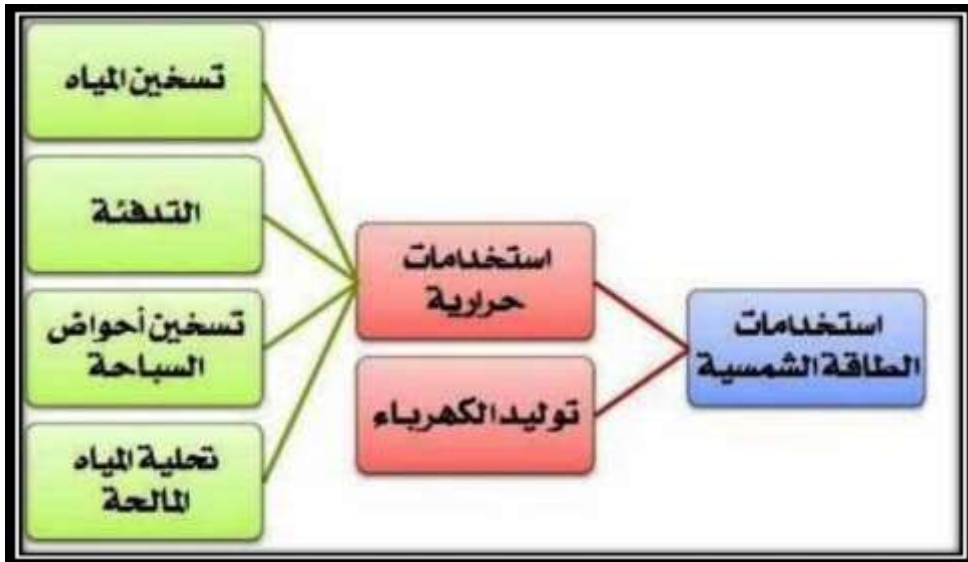 استخدامات
الطاقة الشمسية
استخدامات
حرارية
توليد الكهرباء
تسخين المياه
التدفئة
تسخين أحواض
السباحة
تحلية المياه
المالحة